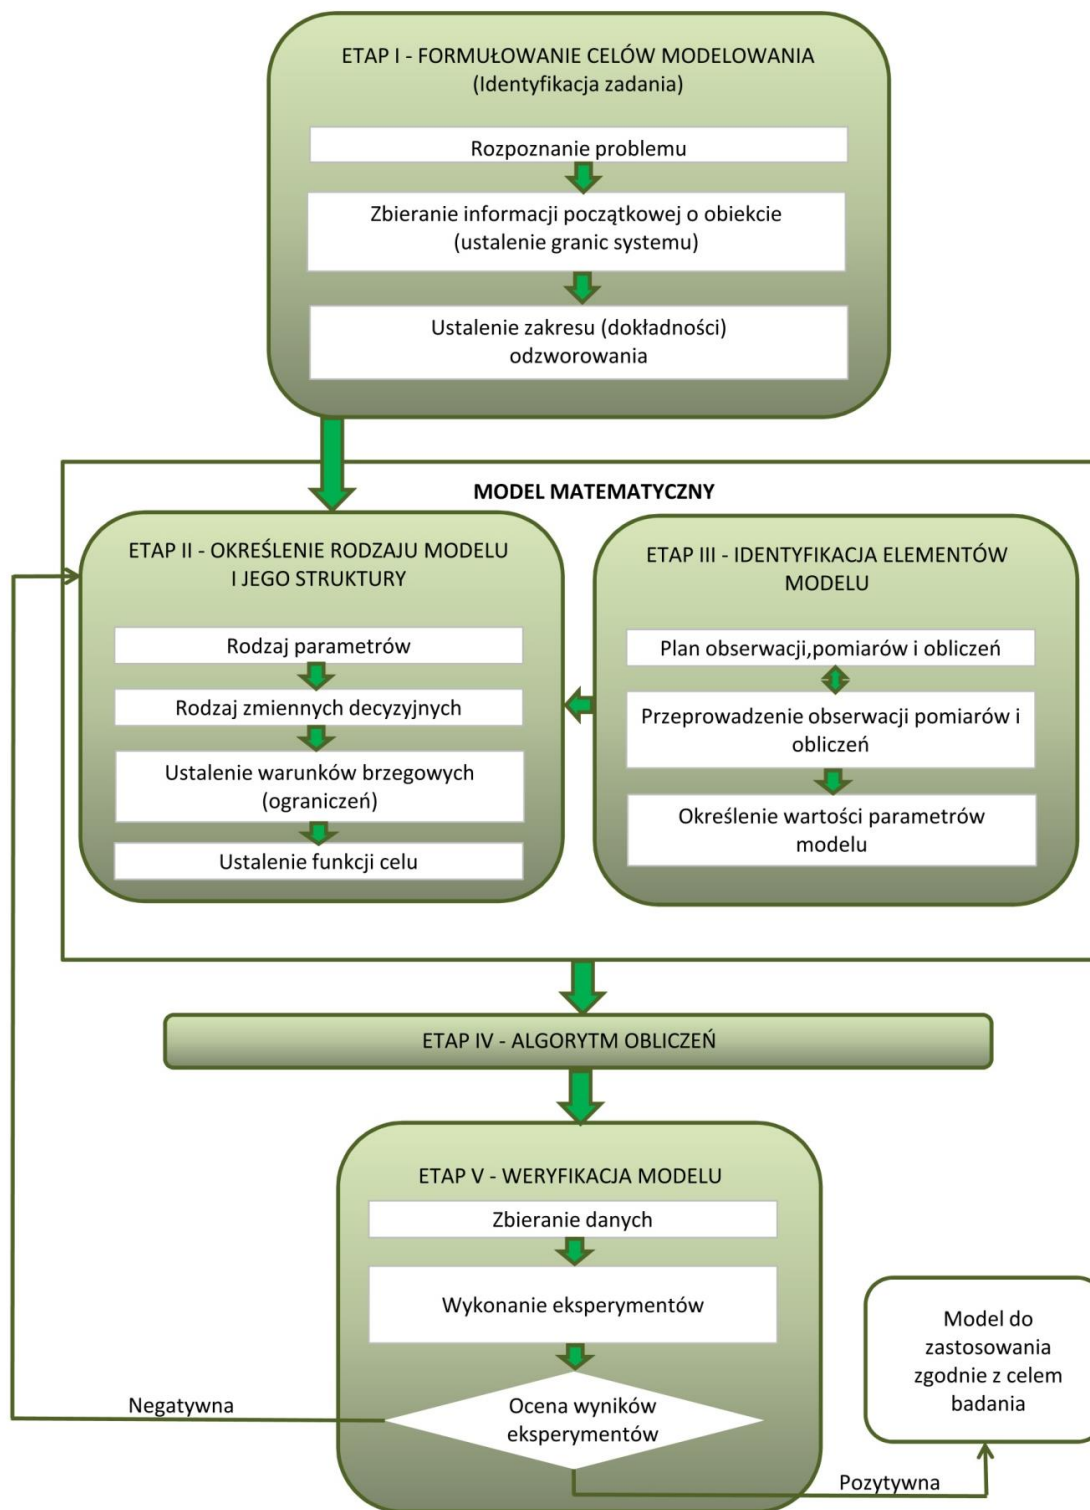 ETAP I - FORMUŁOWANIE CELÓW MODELOWANIA
(Identyfikacja zadania)
Rozpoznanie problemu
Zbieranie informacji początkowej o obiekcie
(ustalenie granic systemu)
Ustalenie zakresu (dokładności)
odzworowania
MODEL MATEMATYCZNY
ETAP II - OKREŚLENIE RODZAJU MODELU
I JEGO STRUKTURY
Rodzaj parametrów
Rodzaj zmiennych decyzyjnych
Ustalenie warunków brzegowych
(ograniczeń)
Ustalenie funkcji celu
ETAP III - IDENTYFIKACJA ELEMENTÓW
MODELU
Plan obserwacji,pomiarów i obliczeń
Przeprowadzenie obserwacji pomiarów i
obliczeń
Określenie wartości parametrów
modelu
ETAP IV - ALGORYTM OBLICZEŃ
ETAP V - WERYFIKACJA MODELU
Zbieranie danych
Wykonanie eksperymentów
Ocena wyników
eksperymentów
Negatywna
Pozytywna
Model do
zastosowania
zgodnie z celem
badania